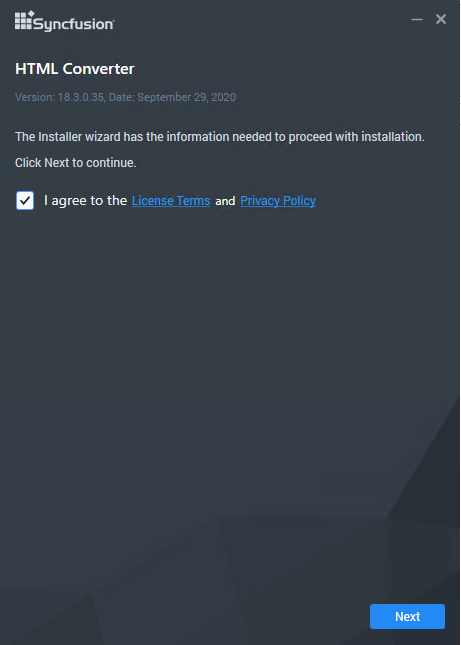 Syncfusion
HTML Converter
Version: 18.3.0.35, Date: September 29, 2020
The Installer wizard has the information needed to proceed with installation.
Click Next to continue.
I agree to the License Terms and Privacy Policy
Next